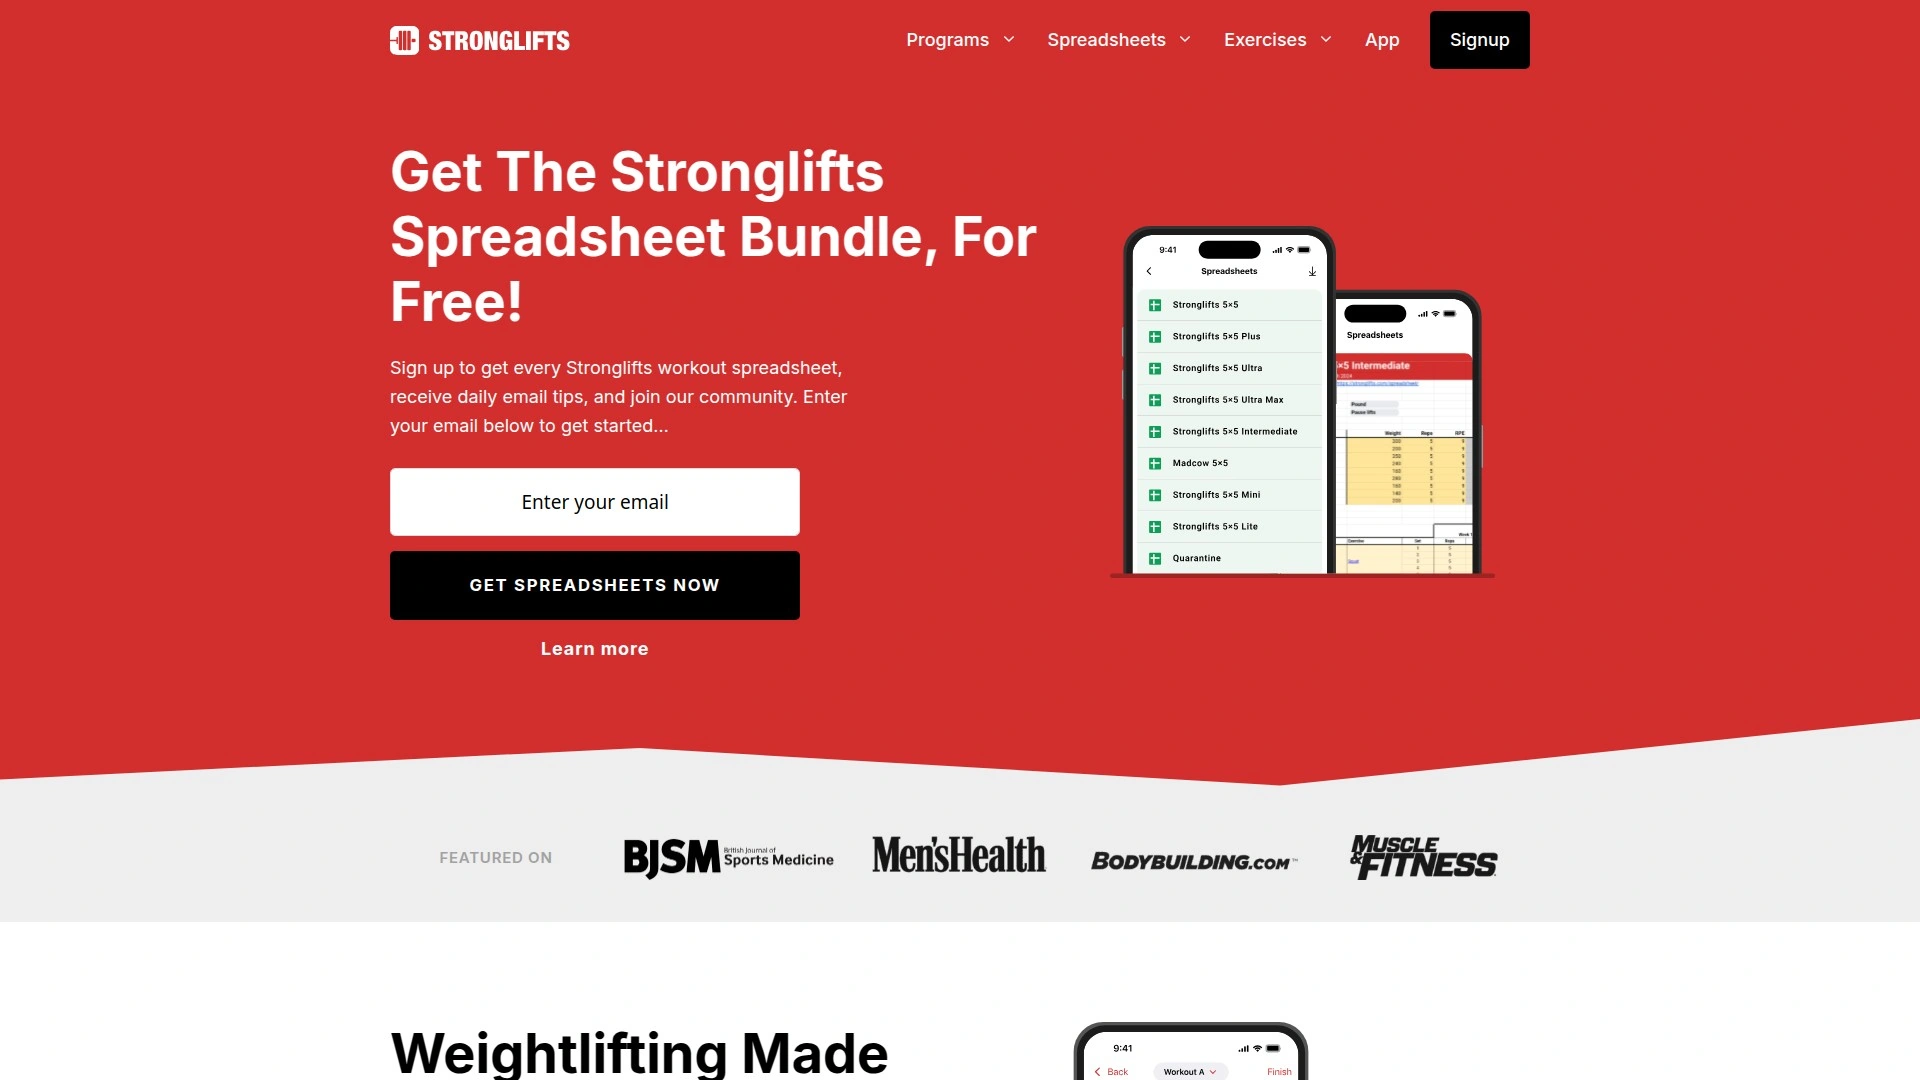 STRONGLIFTS
Programs
Spreadsheets
Exercises
App
Signup
Get The Stronglifts
Spreadsheet Bundle, For
Free!
Sign up to get every Stronglifts workout spreadsheet,
receive daily email tips, and join our community. Enter
your email below to get started...
Enter your email
GET SPREADSHEETS NOW
Learn more
9:41
Spreadsheets
Stronglifts 5×5
Stronglifts 5×5 Plus
Stronglifts 5×5 Ultra
Stronglifts 5×5 Ultra Max
Stronglifts 5×5 Intermediate
Madcow 5×5
Stronglifts 5×5 Mini
Stronglifts 5×5 Lite
Quarantine
Spreadsheets
×5 Intermediate
Pound
Weight Reps RPE
FEATURED ON
BJSM British Journal of
Sports Medicine
Men'sHealth
BODYBUILDING.COM™
MUSCLE
&FITNESS
Weightlifting Made
9:41
Back
Workout A
Finish